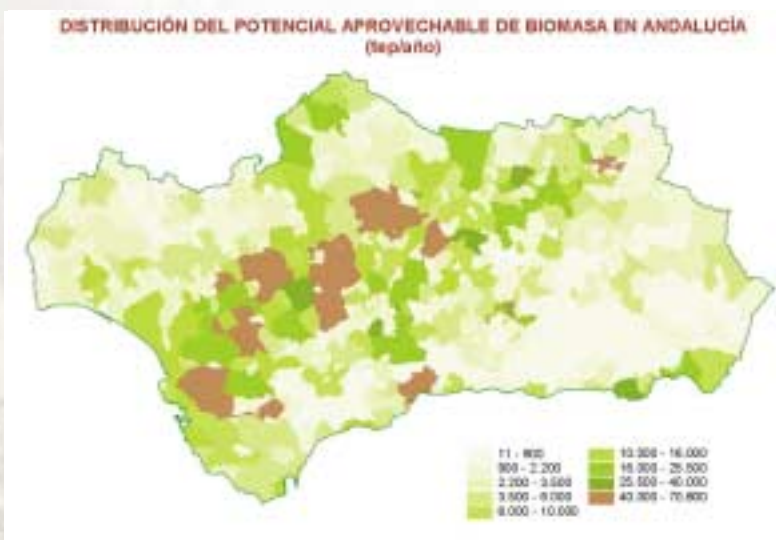 DISTRIBUCIÓN DEL POTENCIAL APROVECHABLE DE BIOMASA EN ANDALUCÍA
(tep/año)
11 - 900
900 - 2.200
2.200 - 3.500
3.500 - 6.000
6.000 - 10.000
10.000 - 16.000
16.000 - 25.500
25.500 - 40.000
40.000 - 70.800